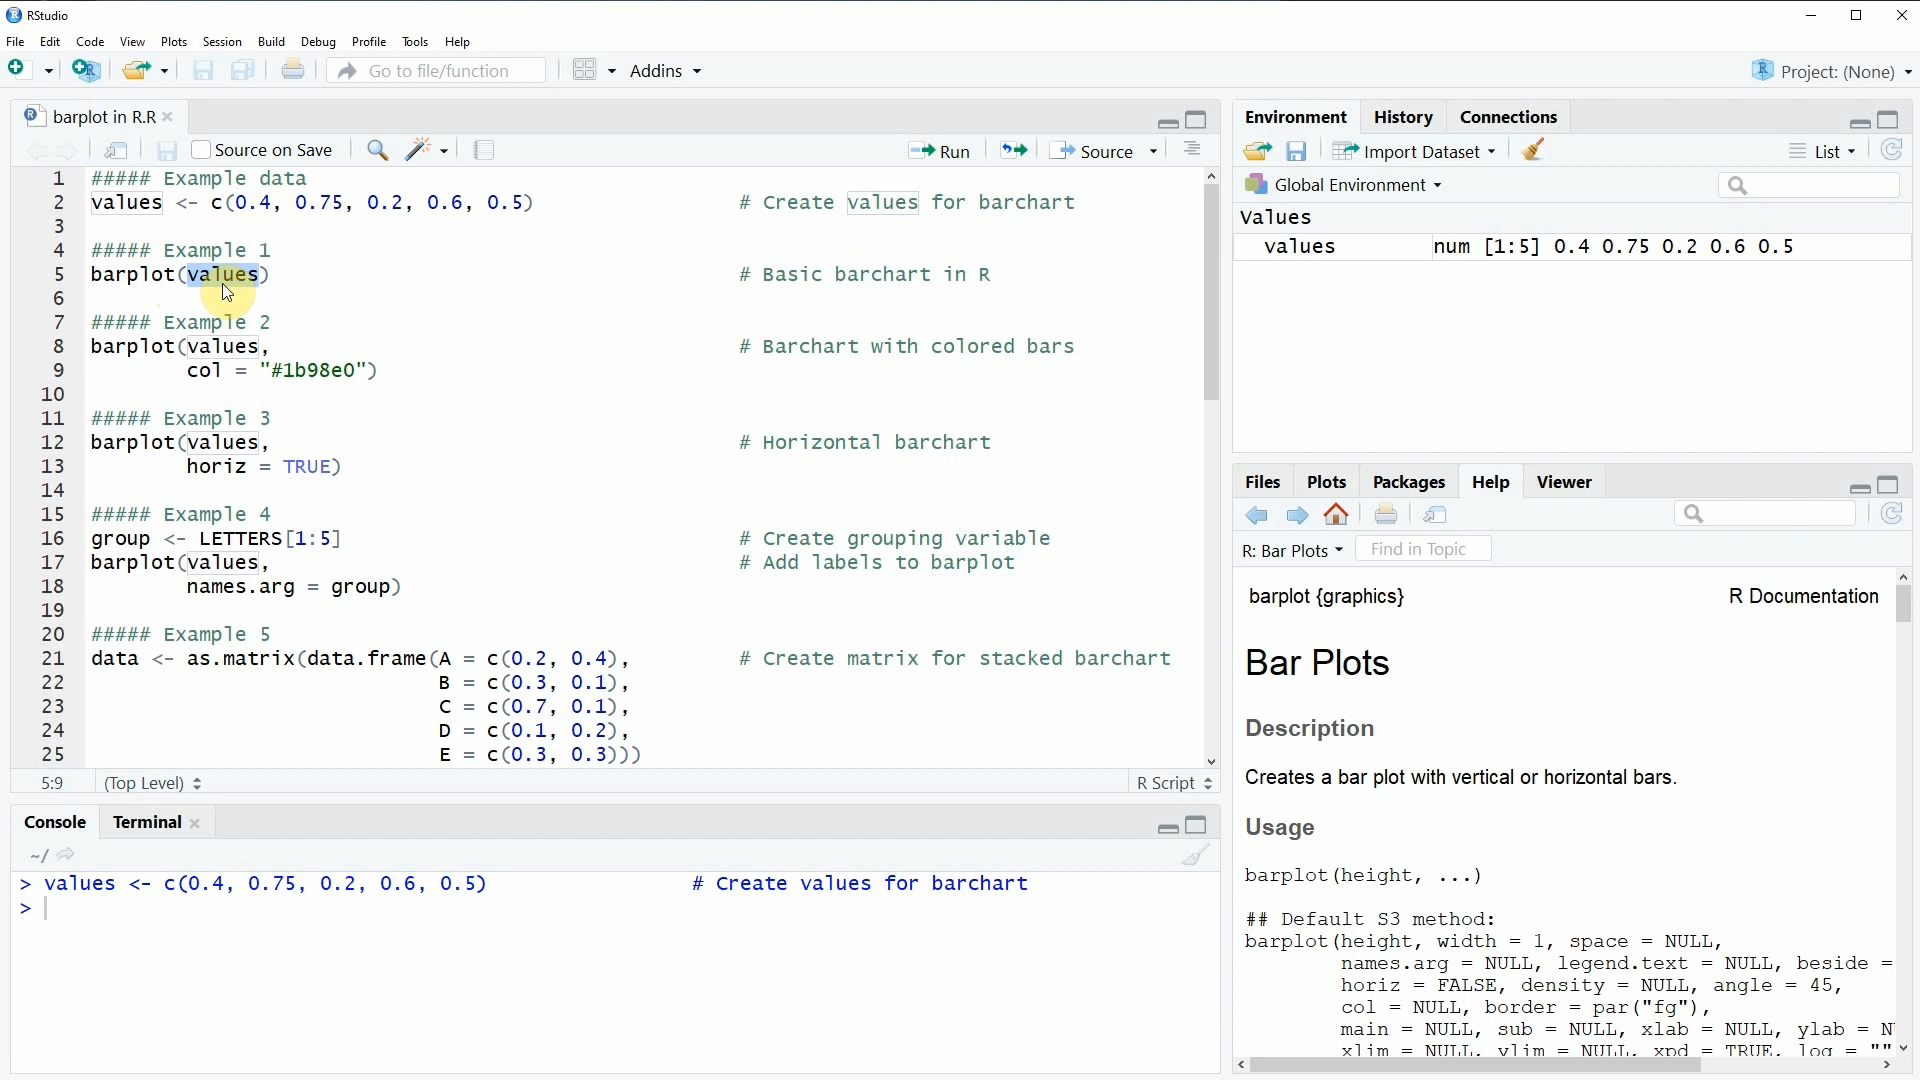 RStudio
File Edit Code View Plots Session Build Debug Profile Tools Help
Go to file/function Addins Project: (None)
barplot in R.R
Source on Save Run Source
1 ##### Example data
2 values <- c(0.4, 0.75, 0.2, 0.6, 0.5) # Create values for barchart
3
4 ##### Example 1
5 barplot(values) # Basic barchart in R
6
7 ##### Example 2
8 barplot(values, # Barchart with colored bars
9 col = "#1b98e0")
10
11 ##### Example 3
12 barplot(values, # Horizontal barchart
13 horiz = TRUE)
14
15 ##### Example 4
16 group <- LETTERS[1:5] # Create grouping variable
17 barplot(values, # Add labels to barplot
18 names.arg = group)
19
20 ##### Example 5
21 data <- as.matrix(data.frame(A = c(0.2, 0.4), # Create matrix for stacked barchart
22 B = c(0.3, 0.1),
23 C = c(0.7, 0.1),
24 D = c(0.1, 0.2),
25 E = c(0.3, 0.3)))
5:9 (Top Level) R Script
Console Terminal
~/
> values <- c(0.4, 0.75, 0.2, 0.6, 0.5) # Create values for barchart
>
Environment History Connections
Import Dataset List
Global Environment
Values
values num [1:5] 0.4 0.75 0.2 0.6 0.5
Files Plots Packages Help Viewer
R: Bar Plots Find in Topic
barplot {graphics} R Documentation
Bar Plots
Description
Creates a bar plot with vertical or horizontal bars.
Usage
barplot(height, ...)
## Default S3 method:
barplot(height, width = 1, space = NULL,
names.arg = NULL, legend.text = NULL, beside =
horiz = FALSE, density = NULL, angle = 45,
col = NULL, border = par("fg"),
main = NULL, sub = NULL, xlab = NULL, ylab = N
xlim = NULL, ylim = NULL, xpd = TRUE, log = ""